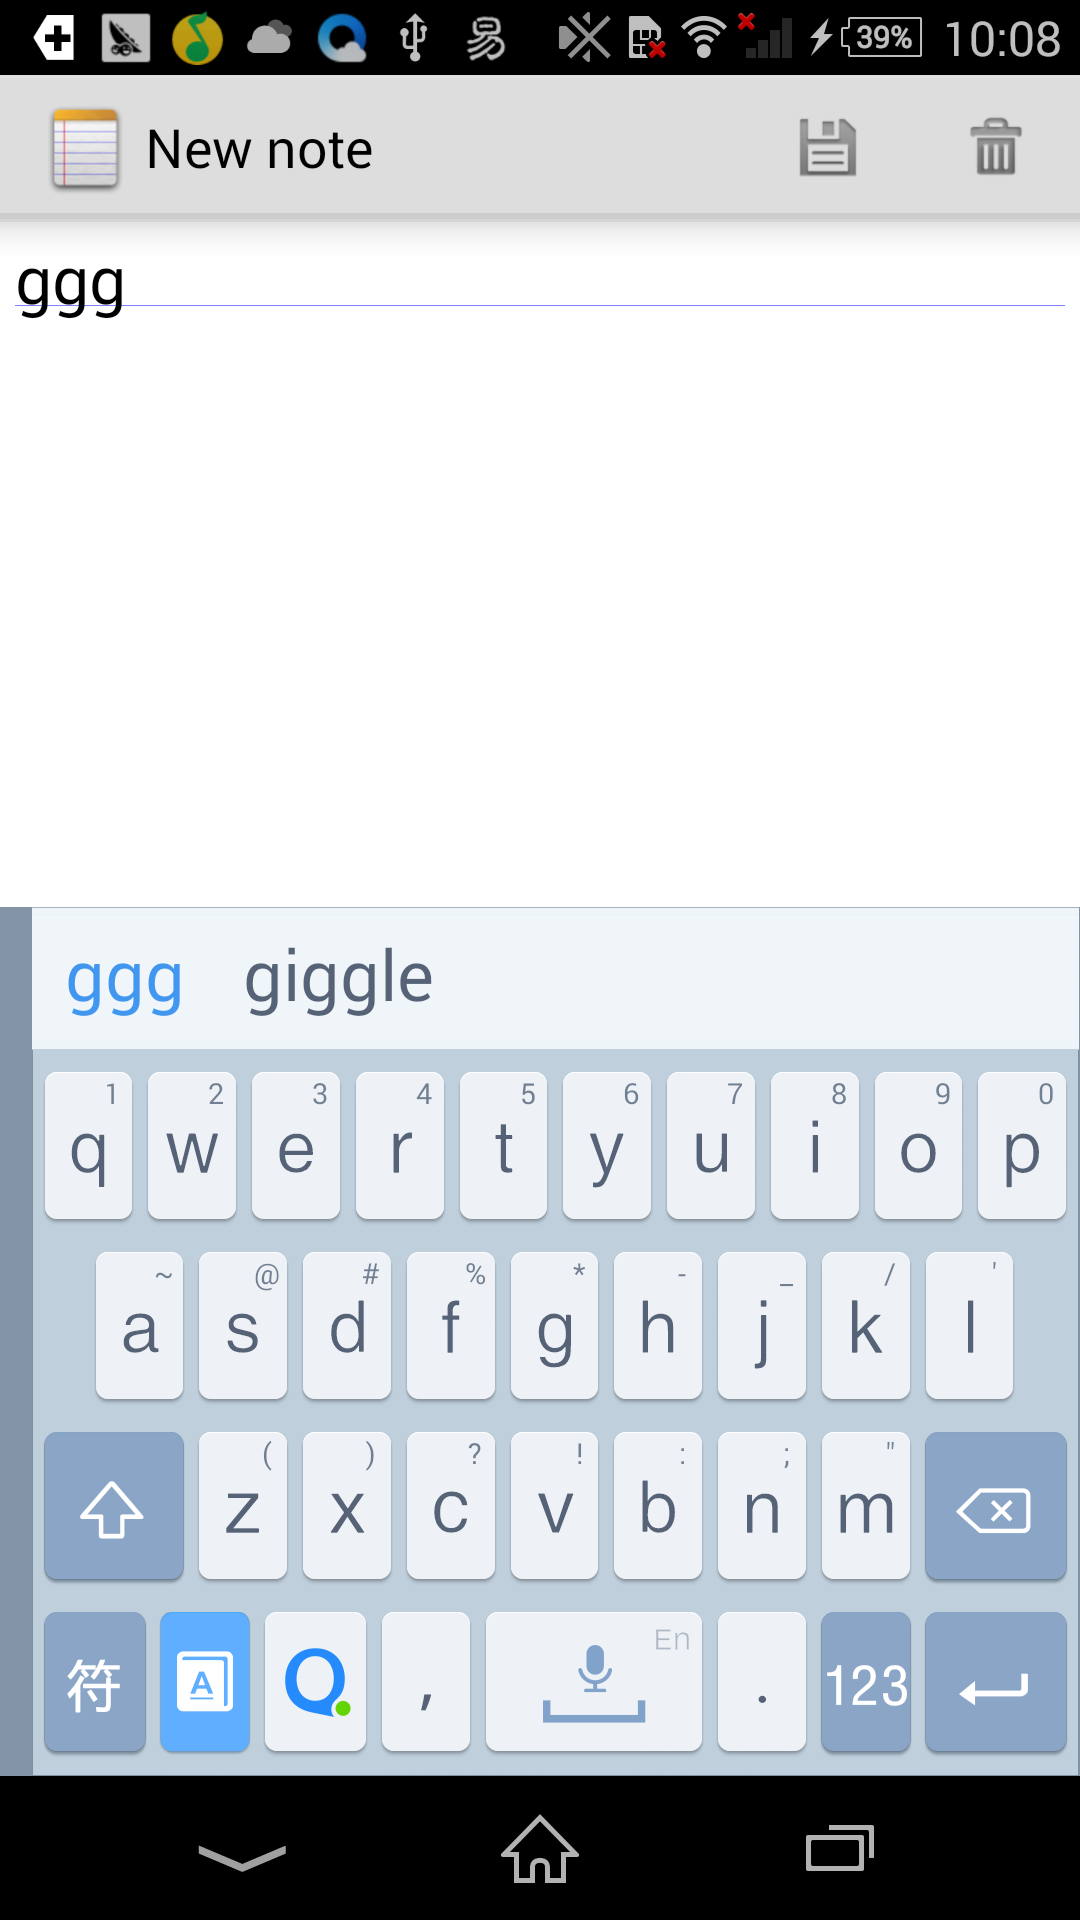 易 39% 10:08
New note
ggg
ggg giggle
1 2 3 4 5 6 7 8 9 0
q w e r t y u i o p
~ @ # % * - _ / '
a s d f g h j k l
( ) ? ! : ; "
z x c v b n m
En
符 A Q , . 123